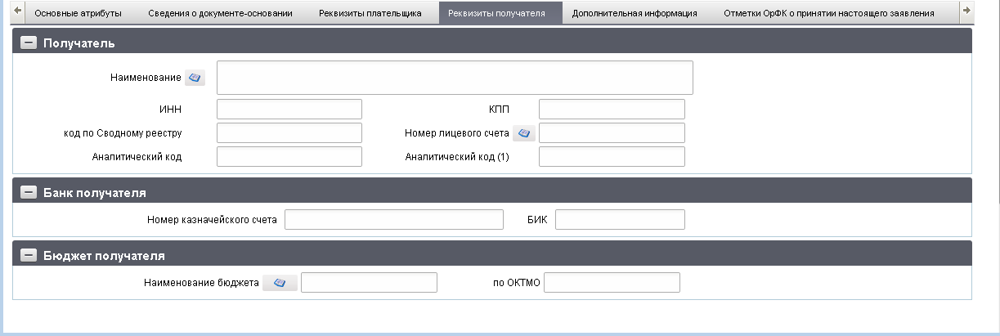 Основные атрибуты Сведения о документе-основании Реквизиты плательщика Реквизиты получателя Дополнительная информация Отметки ОрФК о принятии настоящего заявления
Получатель
Наименование
ИНН КПП
код по Сводному реестру Номер лицевого счета
Аналитический код Аналитический код (1)
Банк получателя
Номер казначейского счета БИК
Бюджет получателя
Наименование бюджета по ОКТМО